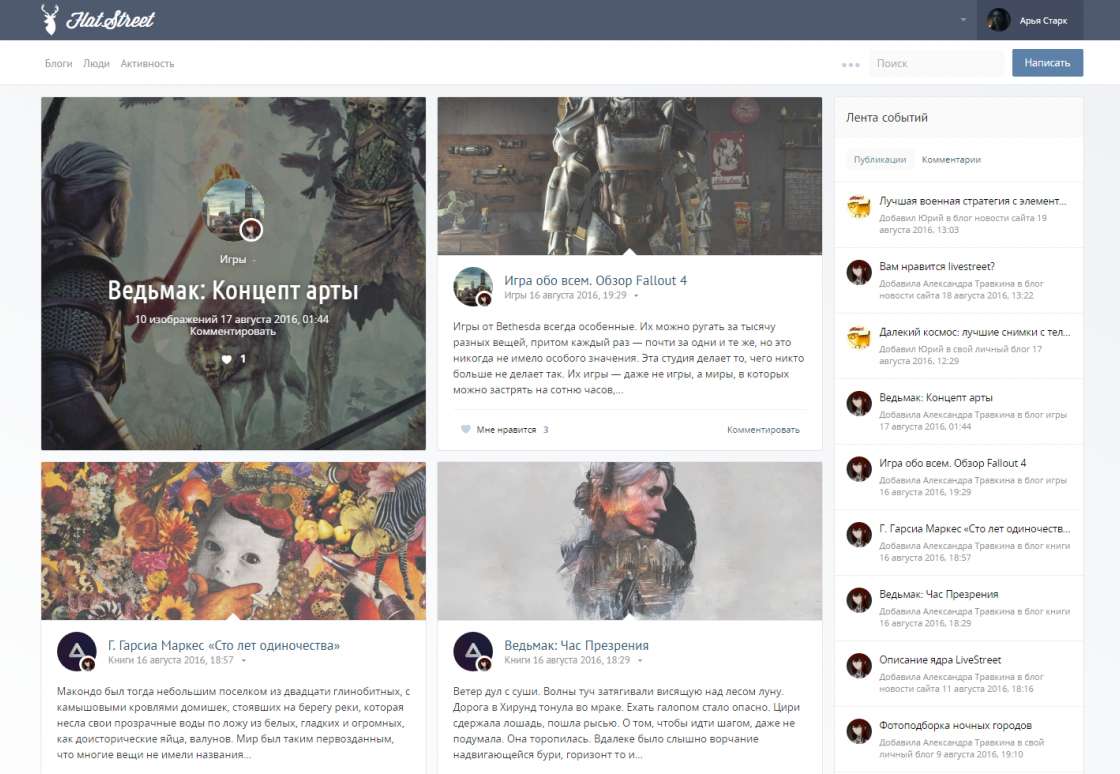 Flat.Street
Арья Старк
Блоги
Люди
Активность
Поиск
Написать
Игры
Ведьмак: Концепт арты
10 изображений 17 августа 2016, 01:44
Комментировать
1
Игра обо всем. Обзор Fallout 4
Игры 16 августа 2016, 19:29
Игры от Bethesda всегда особенные. Их можно ругать за тысячу
разных вещей, притом каждый раз — почти за одни и те же, но это
никогда не имело особого значения. Эта студия делает то, чего никто
больше не делает так. Их игры — даже не игры, а миры, в которых
можно застрять на сотню часов,...
Мне нравится 3
Комментировать
Г. Гарсиа Маркес «Сто лет одиночества»
Книги 16 августа 2016, 18:57
Макондо был тогда небольшим поселком из двадцати глинобитных, с
камышовыми кровлями домишек, стоявших на берегу реки, которая
несла свои прозрачные воды по ложу из белых, гладких и огромных,
как доисторические яйца, валунов. Мир был таким первозданным,
что многие вещи не имели названия...
Ведьмак: Час Презрения
Книги 16 августа 2016, 18:29
Ветер дул с суши. Волны туч затягивали висящую над лесом луну.
Дорога в Хирунд тонула во мраке. Ехать галопом стало опасно. Цири
сдержала лошадь, пошла рысью. О том, чтобы идти шагом, даже не
подумала. Она торопилась. Вдалеке было слышно ворчание
надвигающейся бури, горизонт то и...
Лента событий
Публикации
Комментарии
Лучшая военная стратегия с элемент...
Добавил Юрий в блог новости сайта 19
августа 2016, 13:03
Вам нравится livestreet?
Добавила Александра Травкина в блог
новости сайта 18 августа 2016, 13:22
Далекий космос: лучшие снимки с тел...
Добавил Юрий в свой личный блог 17
августа 2016, 12:29
Ведьмак: Концепт арты
Добавила Александра Травкина в блог игры
17 августа 2016, 01:44
Игра обо всем. Обзор Fallout 4
Добавила Александра Травкина в блог игры
16 августа 2016, 19:29
Г. Гарсиа Маркес «Сто лет одиночеств...
Добавила Александра Травкина в блог книги
16 августа 2016, 18:57
Ведьмак: Час Презрения
Добавила Александра Травкина в блог книги
16 августа 2016, 18:29
Описание ядра LiveStreet
Добавила Александра Травкина в блог
новости сайта 11 августа 2016, 18:16
Фотоподборка ночных городов
Добавила Александра Травкина в свой
личный блог 9 августа 2016, 19:10